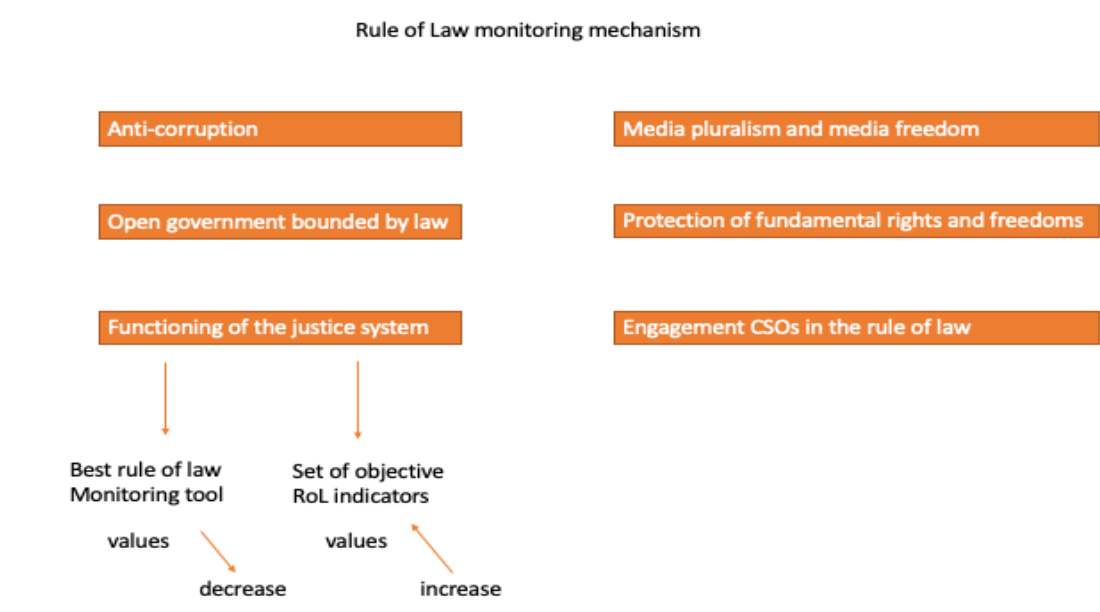 Rule of Law monitoring mechanism
Anti-corruption
Media pluralism and media freedom
Open government bounded by law
Protection of fundamental rights and freedoms
Functioning of the justice system
Engagement CSOs in the rule of law
Best rule of law
Monitoring tool
Set of objective
RoL indicators
values
values
decrease
increase